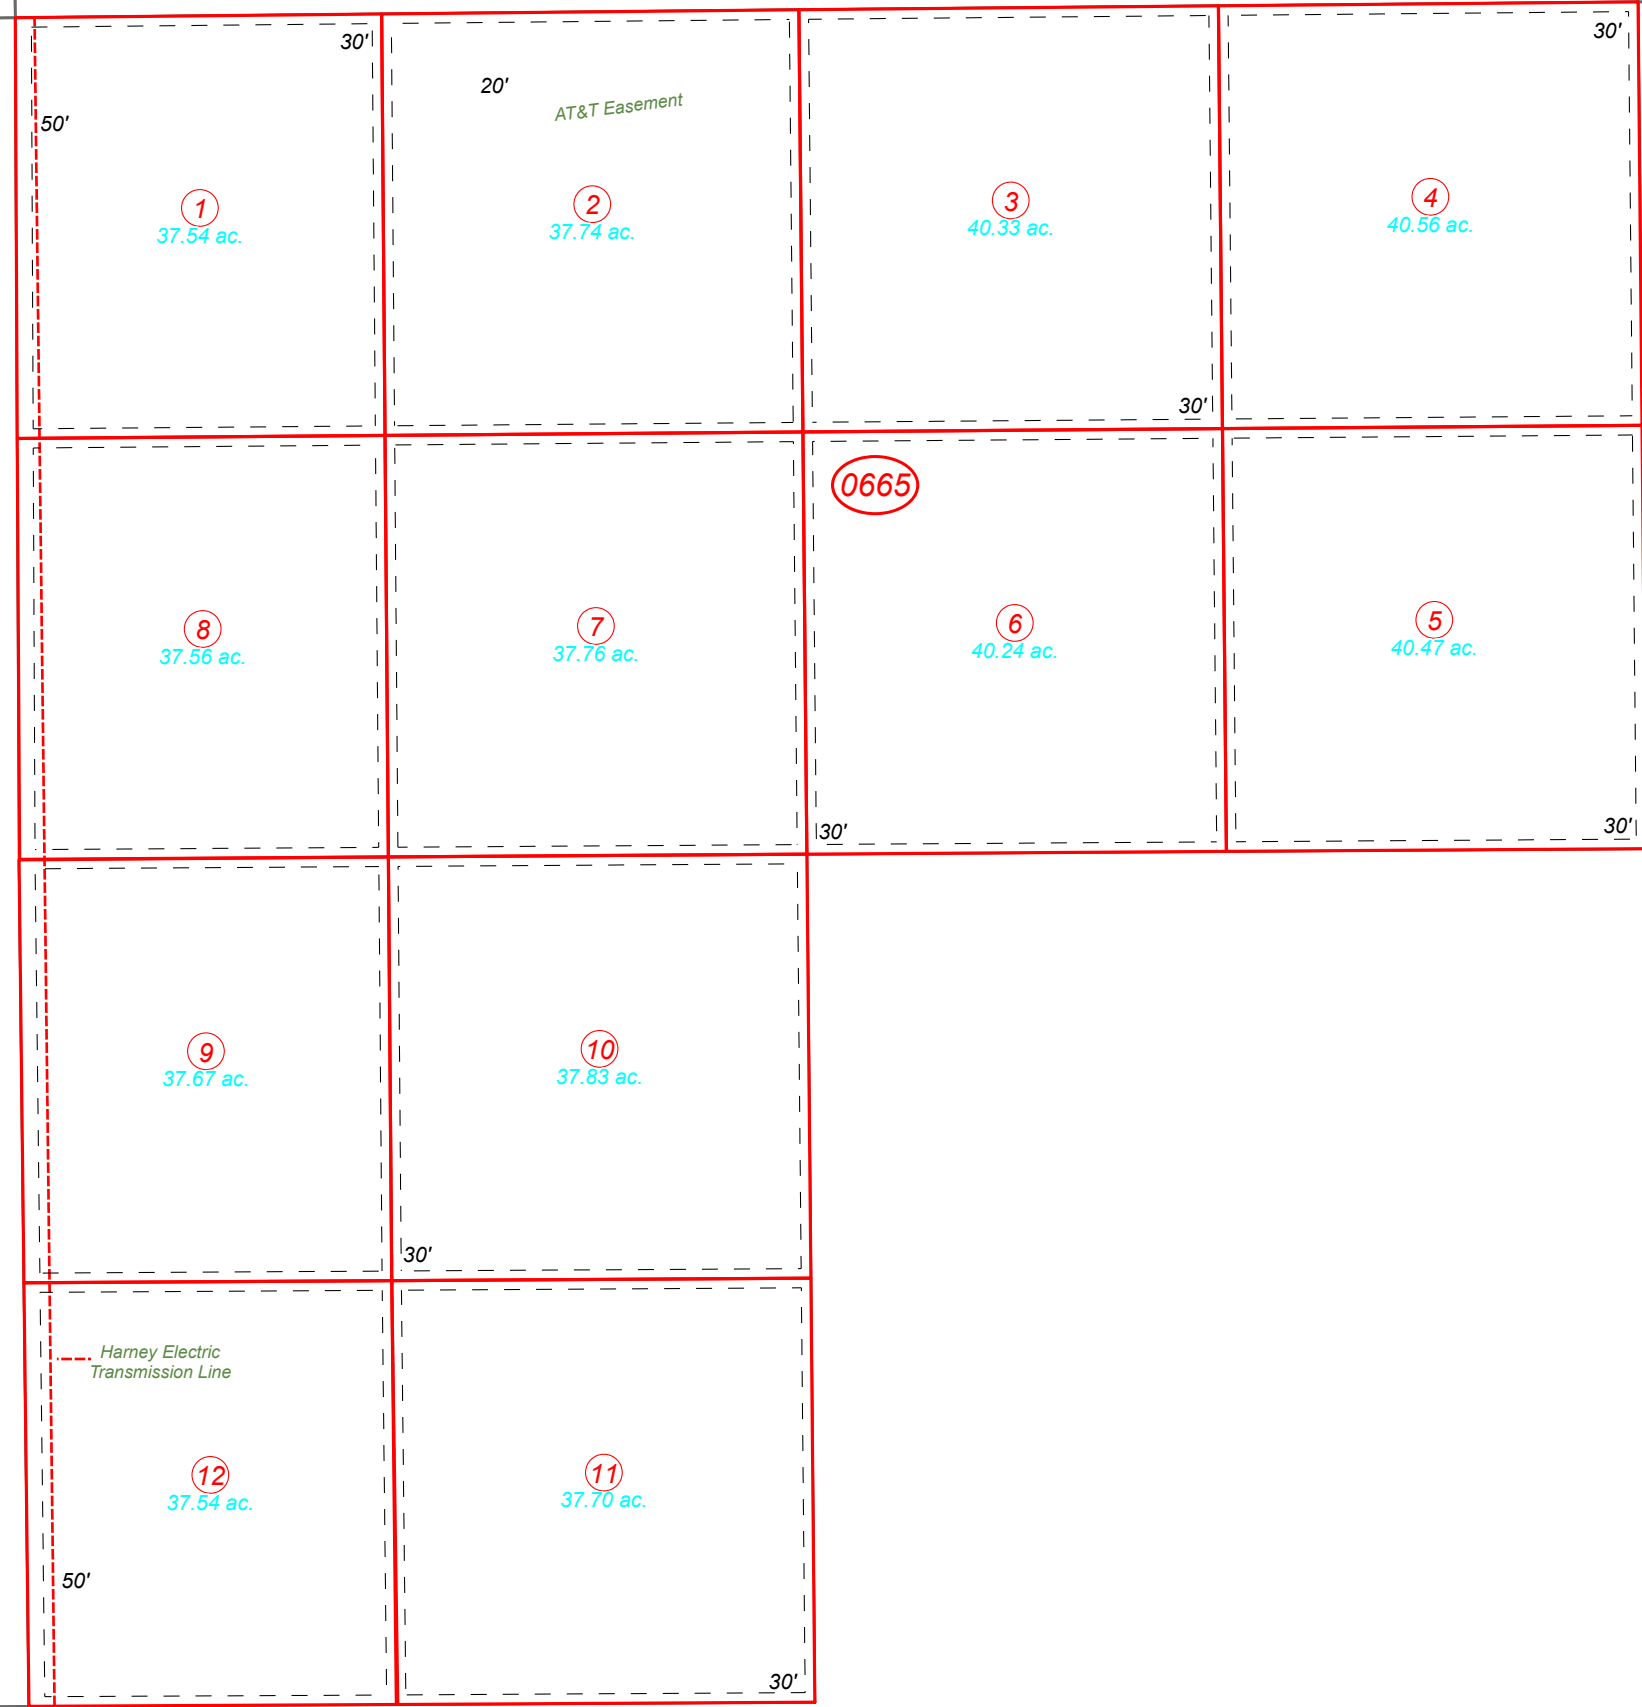 30'
30'
20'
AT&T Easement
50'
1
37.54 ac.
2
37.74 ac.
3
40.33 ac.
4
40.56 ac.
30'
0665
8
37.56 ac.
7
37.76 ac.
6
40.24 ac.
5
40.47 ac.
30'
30'
9
37.67 ac.
10
37.83 ac.
30'
Harney Electric
Transmission Line
12
37.54 ac.
11
37.70 ac.
50'
30'